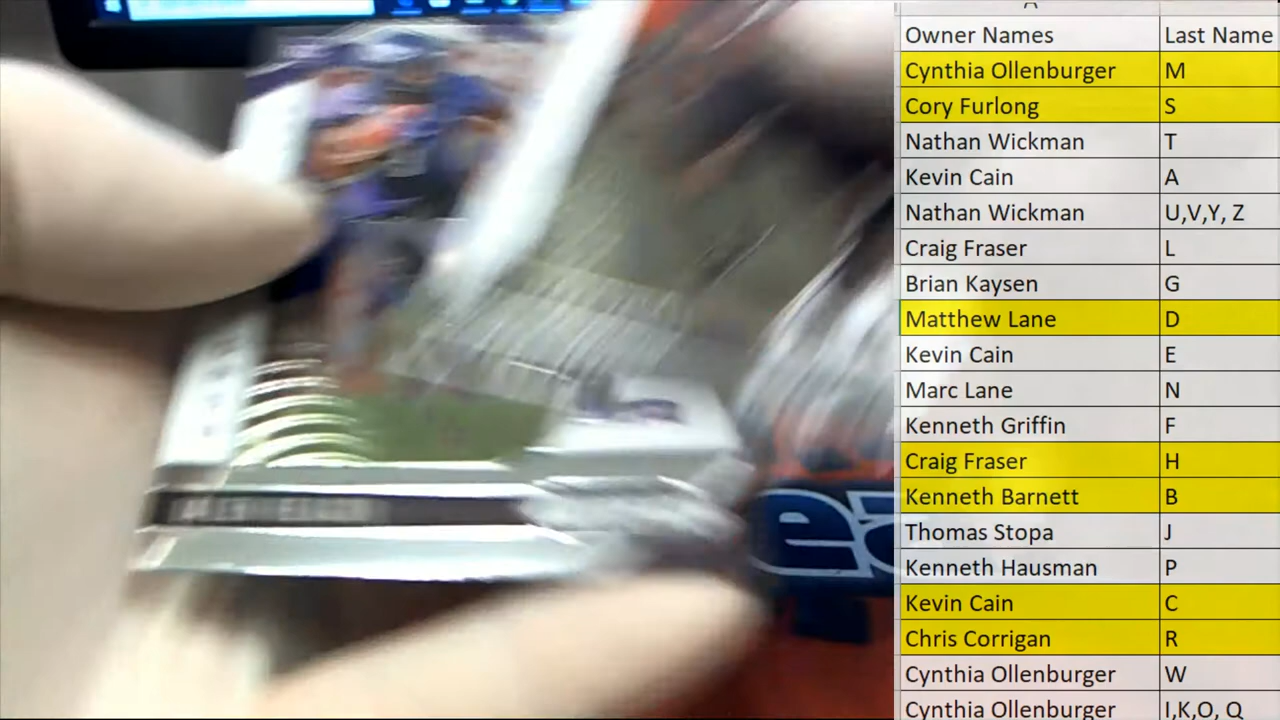 A
Owner Names Last Name
Cynthia Ollenburger M
Cory Furlong S
Nathan Wickman T
Kevin Cain A
Nathan Wickman U,V,Y, Z
Craig Fraser L
Brian Kaysen G
Matthew Lane D
Kevin Cain E
Marc Lane N
Kenneth Griffin F
Craig Fraser H
Kenneth Barnett B
Thomas Stopa J
Kenneth Hausman P
Kevin Cain C
Chris Corrigan R
Cynthia Ollenburger W
Cynthia Ollenburger I,K,O, Q